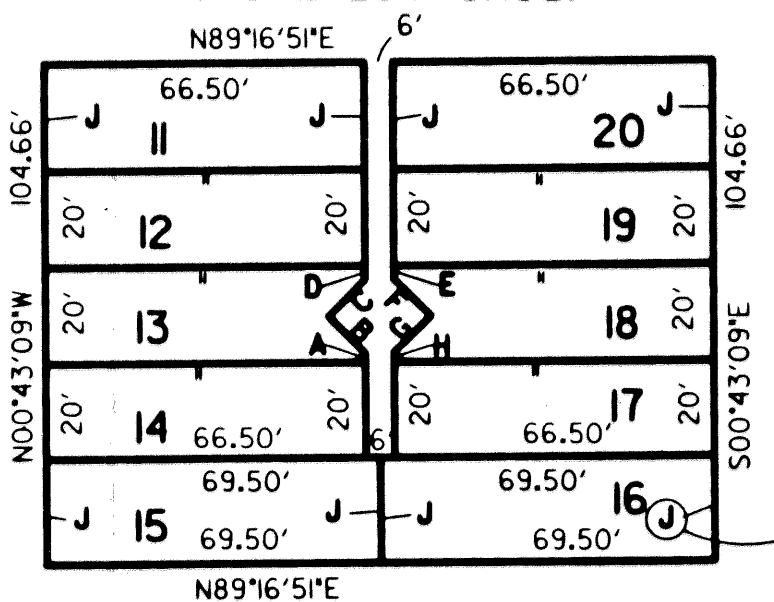 N89°16'51"E
6'
66.50' 66.50'
J J J J
11 20
104.66' 104.66'
20' 12 20' 20' 19 20'
D E
C F
20' 13 18 20'
B G
A H
N00°43'09"W S00°43'09"E
20' 14 20' 20' 17 20'
66.50' 6' 66.50'
69.50' 69.50'
J 15 J J 16 J
69.50' 69.50'
N89°16'51"E